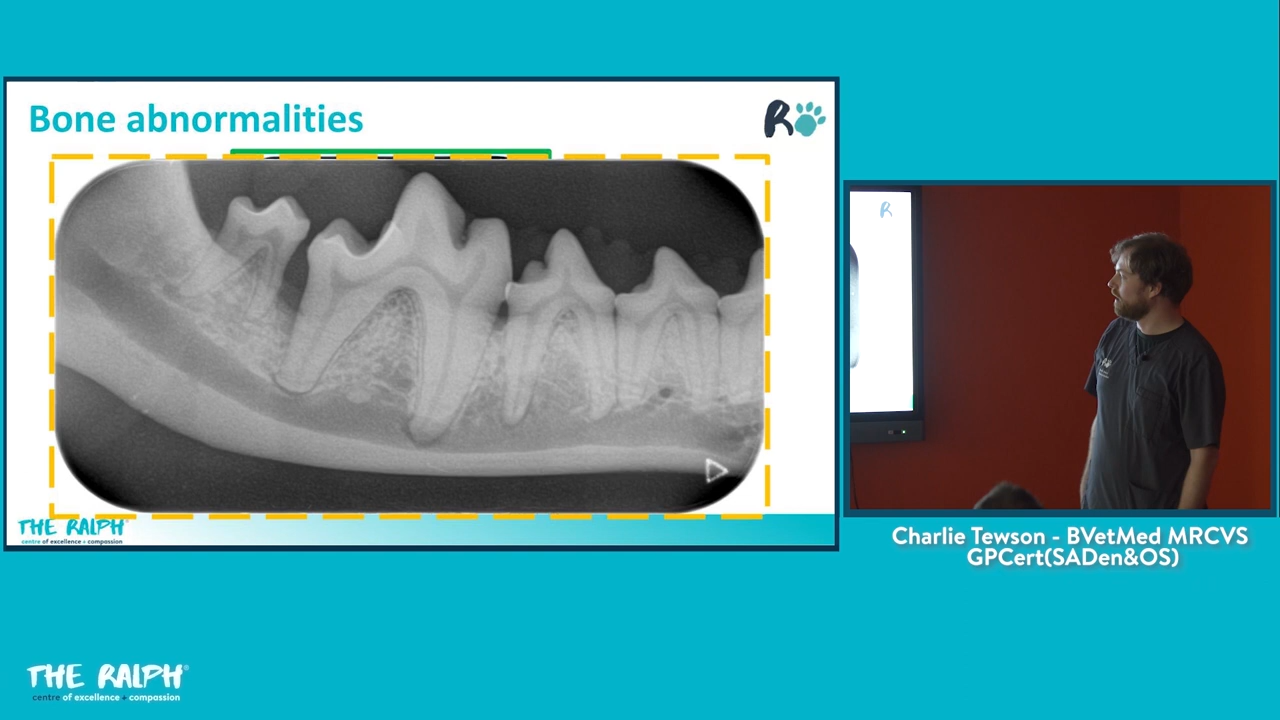 Bone abnormalities
R
R
THE RALPH
centre of excellence + compassion
Charlie Tewson - BVetMed MRCVS
GPCert(SADen&OS)
THE RALPH®
centre of excellence + compassion